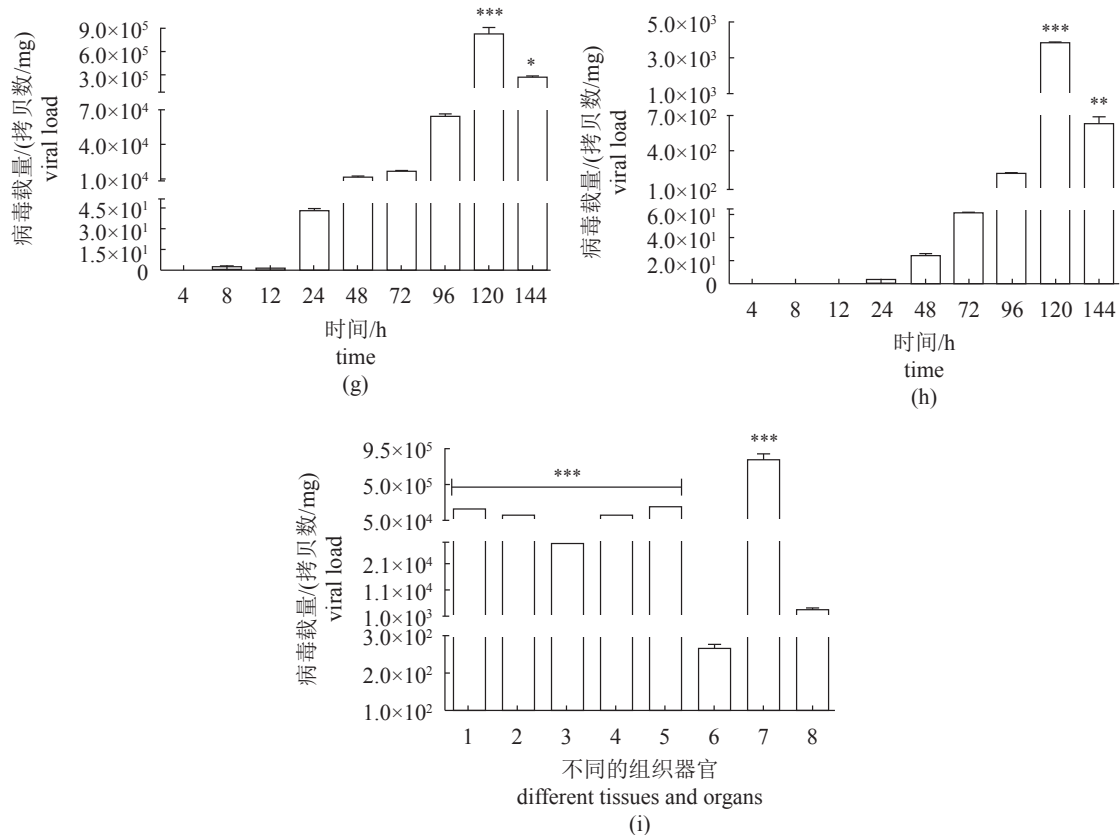 病毒载量/(拷贝数/mg)
viral load
9.0×10⁵
6.0×10⁵
3.0×10⁵
7.0×10⁴
4.0×10⁴
1.0×10⁴
4.5×10¹
3.0×10¹
1.5×10¹
0
***
*
4 8 12 24 48 72 96 120 144
时间/h
time
(g)
病毒载量/(拷贝数/mg)
viral load
5.0×10³
3.0×10³
1.0×10³
7.0×10²
4.0×10²
1.0×10²
6.0×10¹
2.0×10¹
0
***
**
4 8 12 24 48 72 96 120 144
时间/h
time
(h)
病毒载量/(拷贝数/mg)
viral load
9.5×10⁵
5.0×10⁵
5.0×10⁴
2.1×10⁴
1.1×10⁴
1.0×10³
3.0×10²
2.0×10²
1.0×10²
***
***
1 2 3 4 5 6 7 8
不同的组织器官
different tissues and organs
(i)